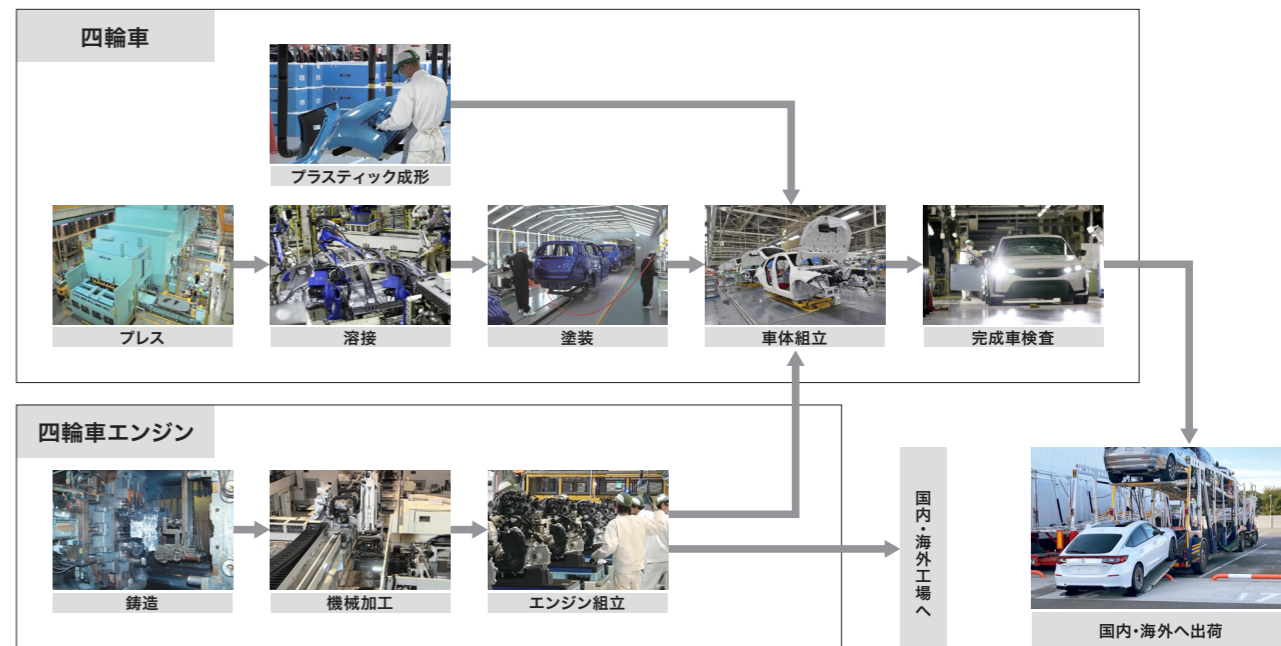 四輪車
プラスティック成形
プレス
溶接
塗装
車体組立
完成車検査
四輪車エンジン
鋳造
機械加工
エンジン組立
国内・海外工場へ
国内・海外へ出荷